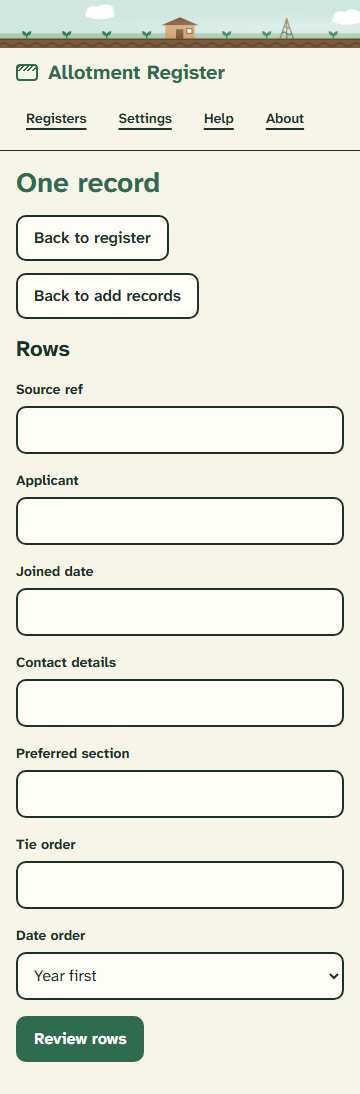 Allotment Register
Registers Settings Help About
One record
Back to register
Back to add records
Rows
Source ref
Applicant
Joined date
Contact details
Preferred section
Tie order
Date order
Year first
Review rows